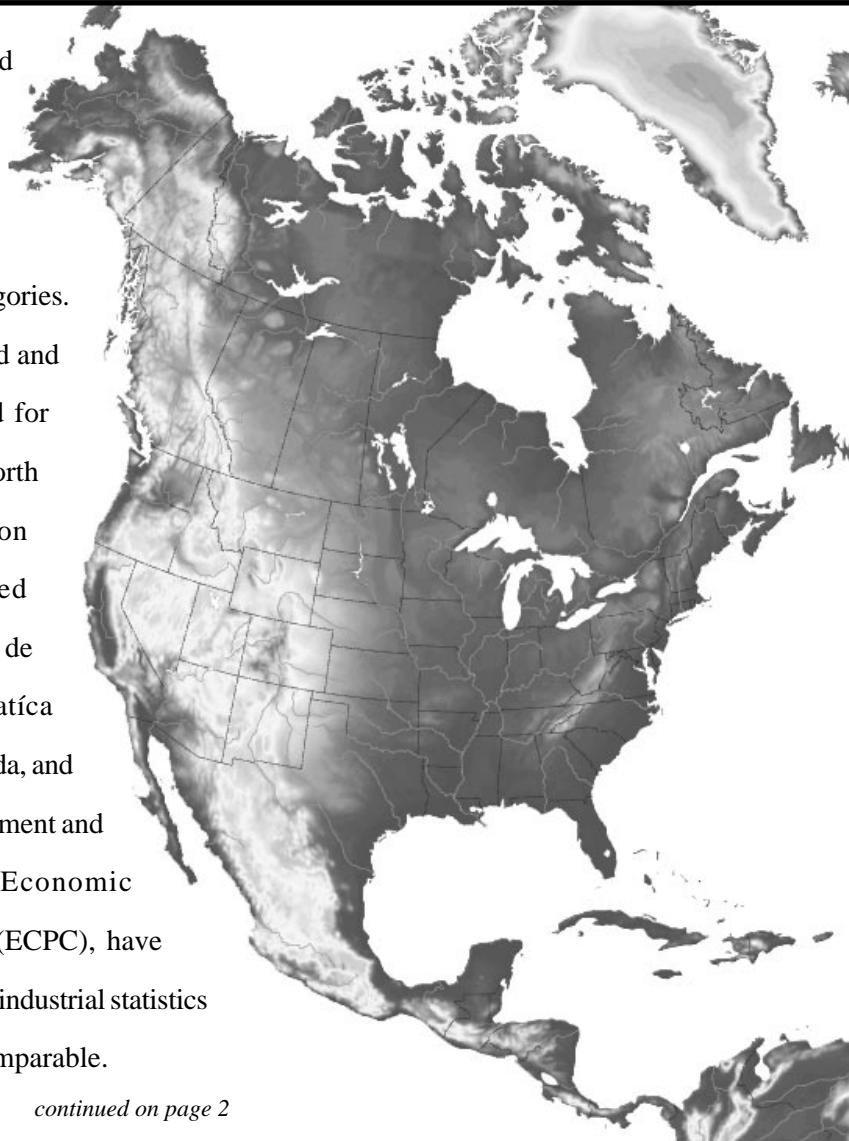 d
gories.
d and
d for
orth
on
ed
de
atíca
da, and
ment and
Economic
(ECPC), have
industrial statistics
mparable.
continued on page 2